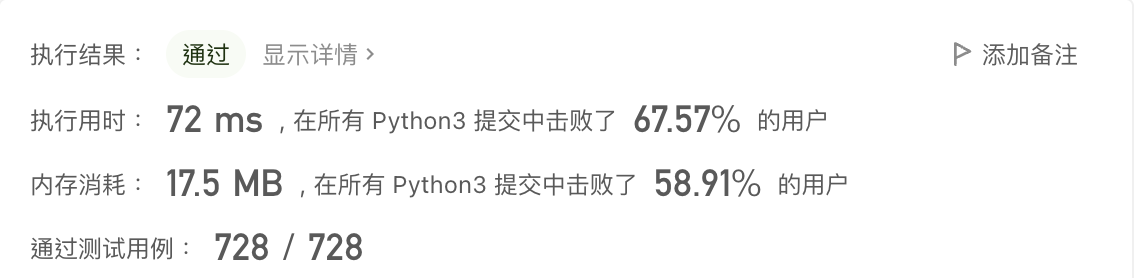 执行结果： 通过 显示详情 > 添加备注
执行用时： 72 ms , 在所有 Python3 提交中击败了 67.57% 的用户
内存消耗： 17.5 MB , 在所有 Python3 提交中击败了 58.91% 的用户
通过测试用例： 728 / 728